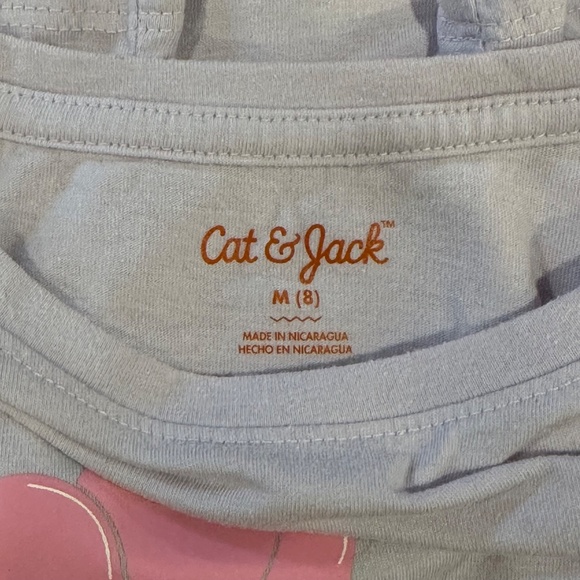 Cat & Jack™
M (8)
MADE IN NICARAGUA
HECHO EN NICARAGUA